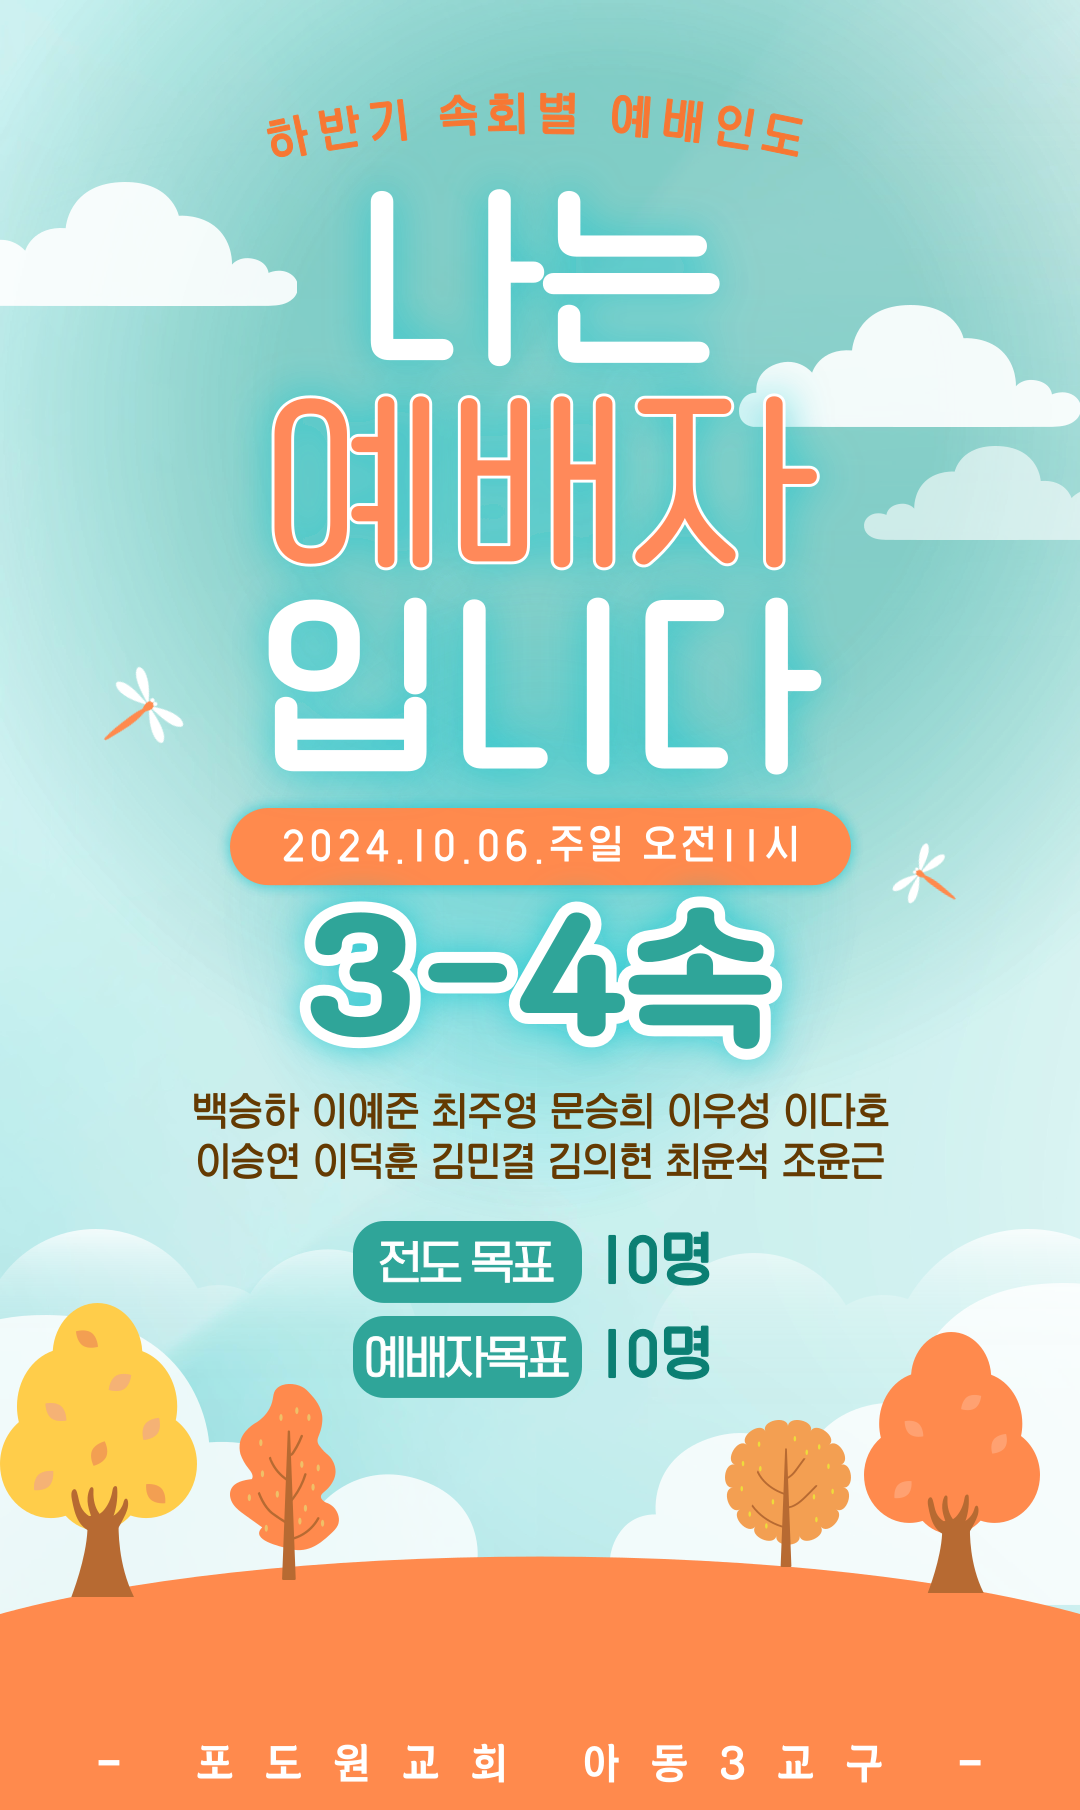 하반기 속회별 예배인도
나는
예배자
입니다
2024.10.06.주일 오전11시
3-4속
백승하 이예준 최주영 문승희 이우성 이다호
이승연 이덕훈 김민결 김의현 최윤석 조윤근
전도 목표 10명
예배자목표 10명
- 포도원교회 아동3교구 -